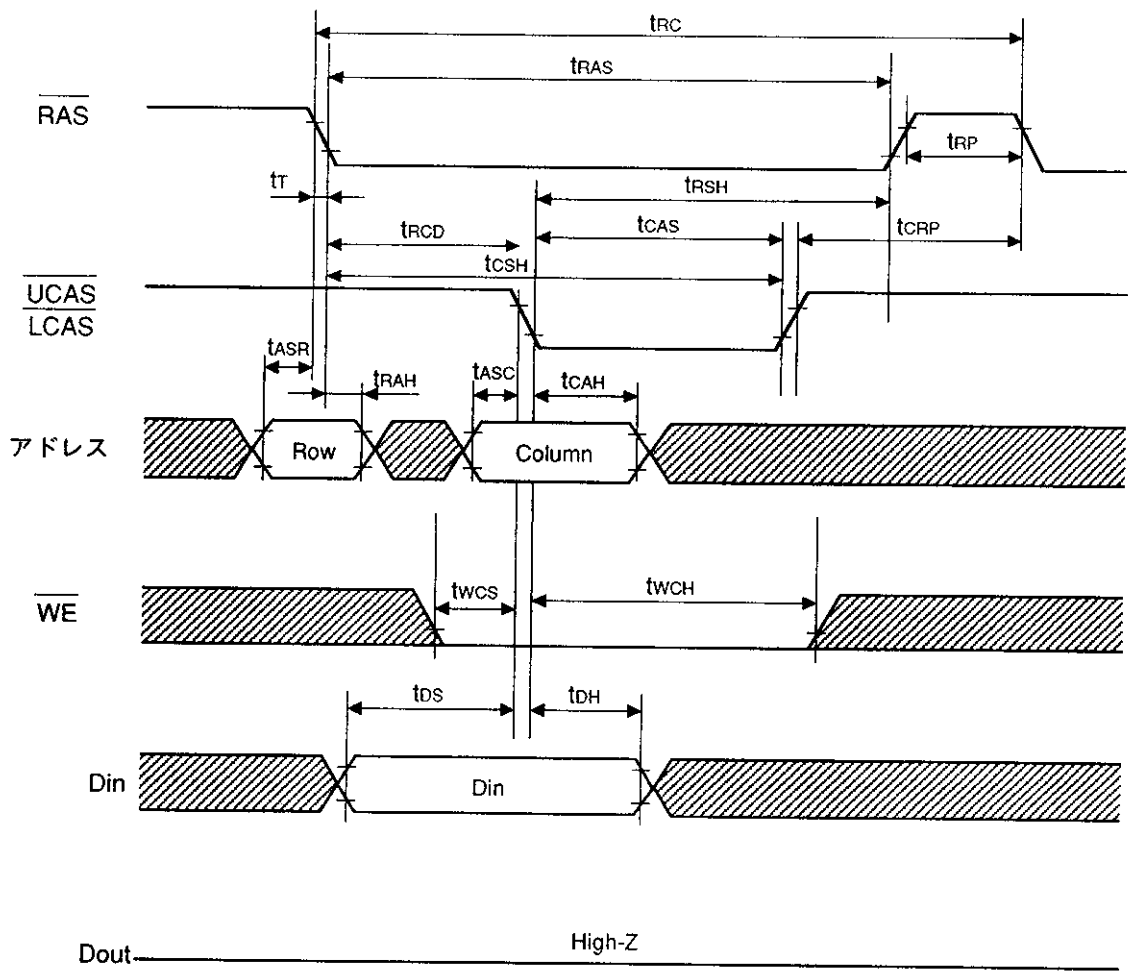 tRC
tRAS
RAS
tRP
tT
tRSH
tRCD
tCAS
tCRP
tCSH
UCAS
LCAS
tASR
tRAH
tASC
tCAH
アドレス
Row
Column
WE
tWCS
tWCH
tDS
tDH
Din
Din
High-Z
Dout